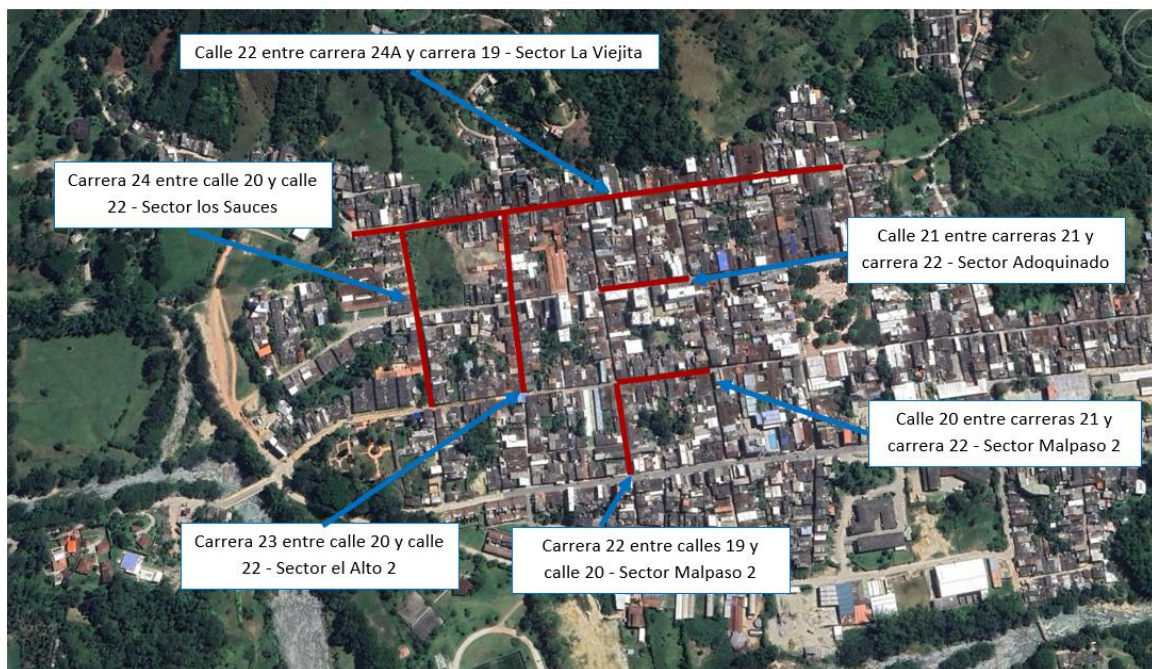 Calle 22 entre carrera 24A y carrera 19 - Sector La Viejita
Carrera 24 entre calle 20 y calle
22 - Sector los Sauces
Calle 21 entre carreras 21 y
carrera 22 - Sector Adoquinado
Calle 20 entre carreras 21 y
carrera 22 - Sector Malpaso 2
Carrera 23 entre calle 20 y calle
22 - Sector el Alto 2
Carrera 22 entre calles 19 y
calle 20 - Sector Malpaso 2